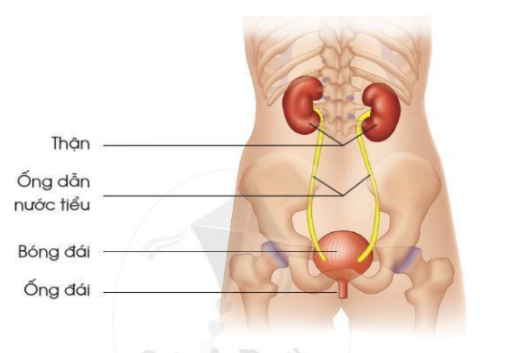 Thận
Ống dẫn
nước tiểu
Bóng đái
Ống đái